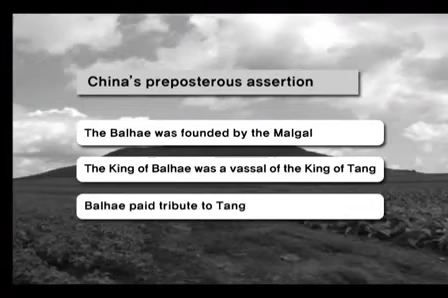 China's preposterous assertion
The Balhae was founded by the Malgal
The King of Balhae was a vassal of the King of Tang
Balhae paid tribute to Tang